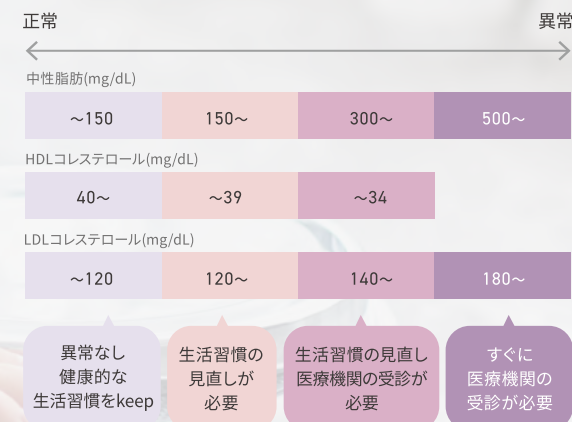 正常 異常
中性脂肪(mg/dL)
～150 150～ 300～ 500～
HDLコレステロール(mg/dL)
40～ ～39 ～34
LDLコレステロール(mg/dL)
～120 120～ 140～ 180～
異常なし
健康的な
生活習慣をkeep
生活習慣の
見直しが
必要
生活習慣の見直し
医療機関の受診が
必要
すぐに
医療機関の
受診が必要